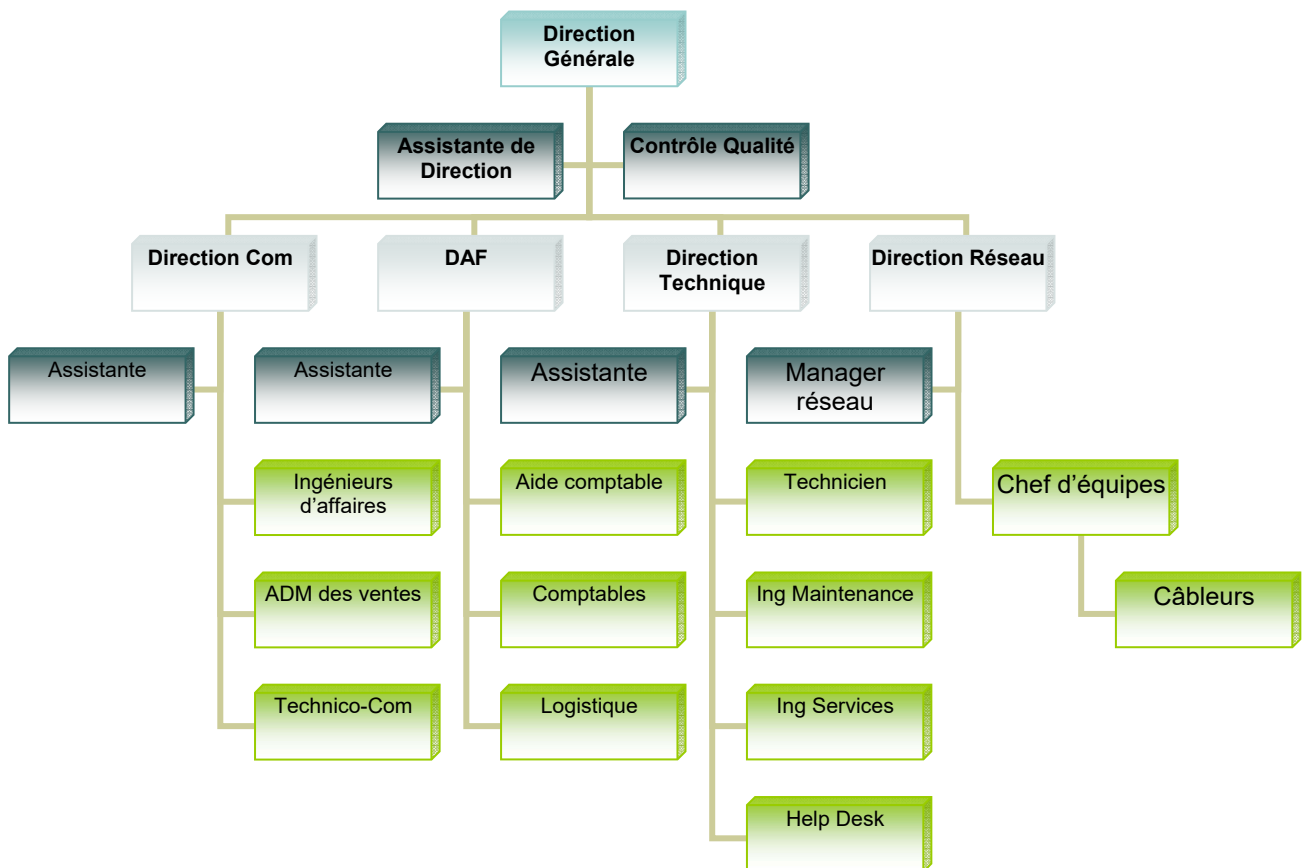 Direction
Générale
Assistante de
Direction
Contrôle Qualité
Direction Com
DAF
Direction
Technique
Direction Réseau
Assistante
Assistante
Assistante
Manager
réseau
Ingénieurs
d’affaires
Aide comptable
Technicien
Chef d’équipes
ADM des ventes
Comptables
Ing Maintenance
Câbleurs
Technico-Com
Logistique
Ing Services
Help Desk